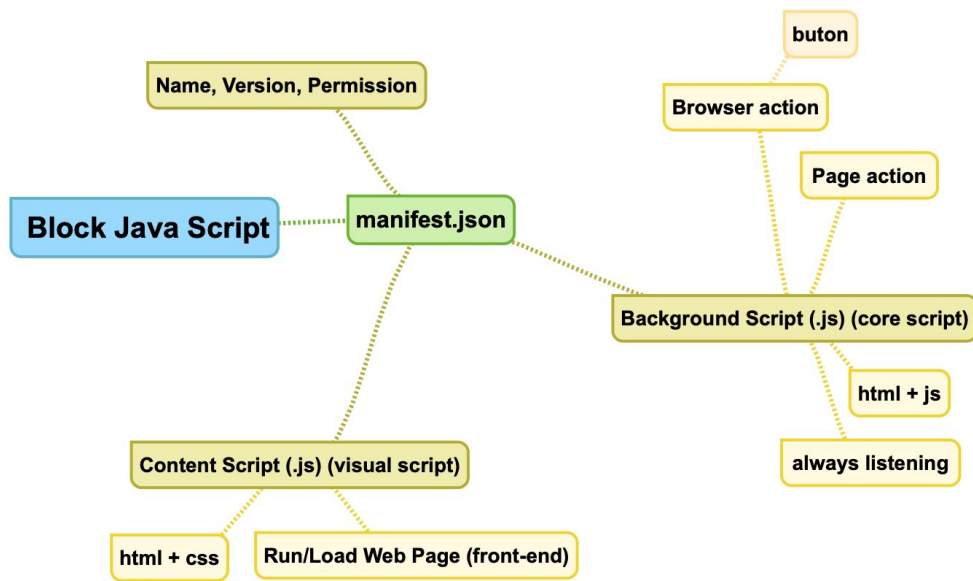 buton
Name, Version, Permission
Browser action
Page action
Block Java Script
manifest.json
Background Script (.js) (core script)
html + js
Content Script (.js) (visual script)
always listening
html + css
Run/Load Web Page (front-end)